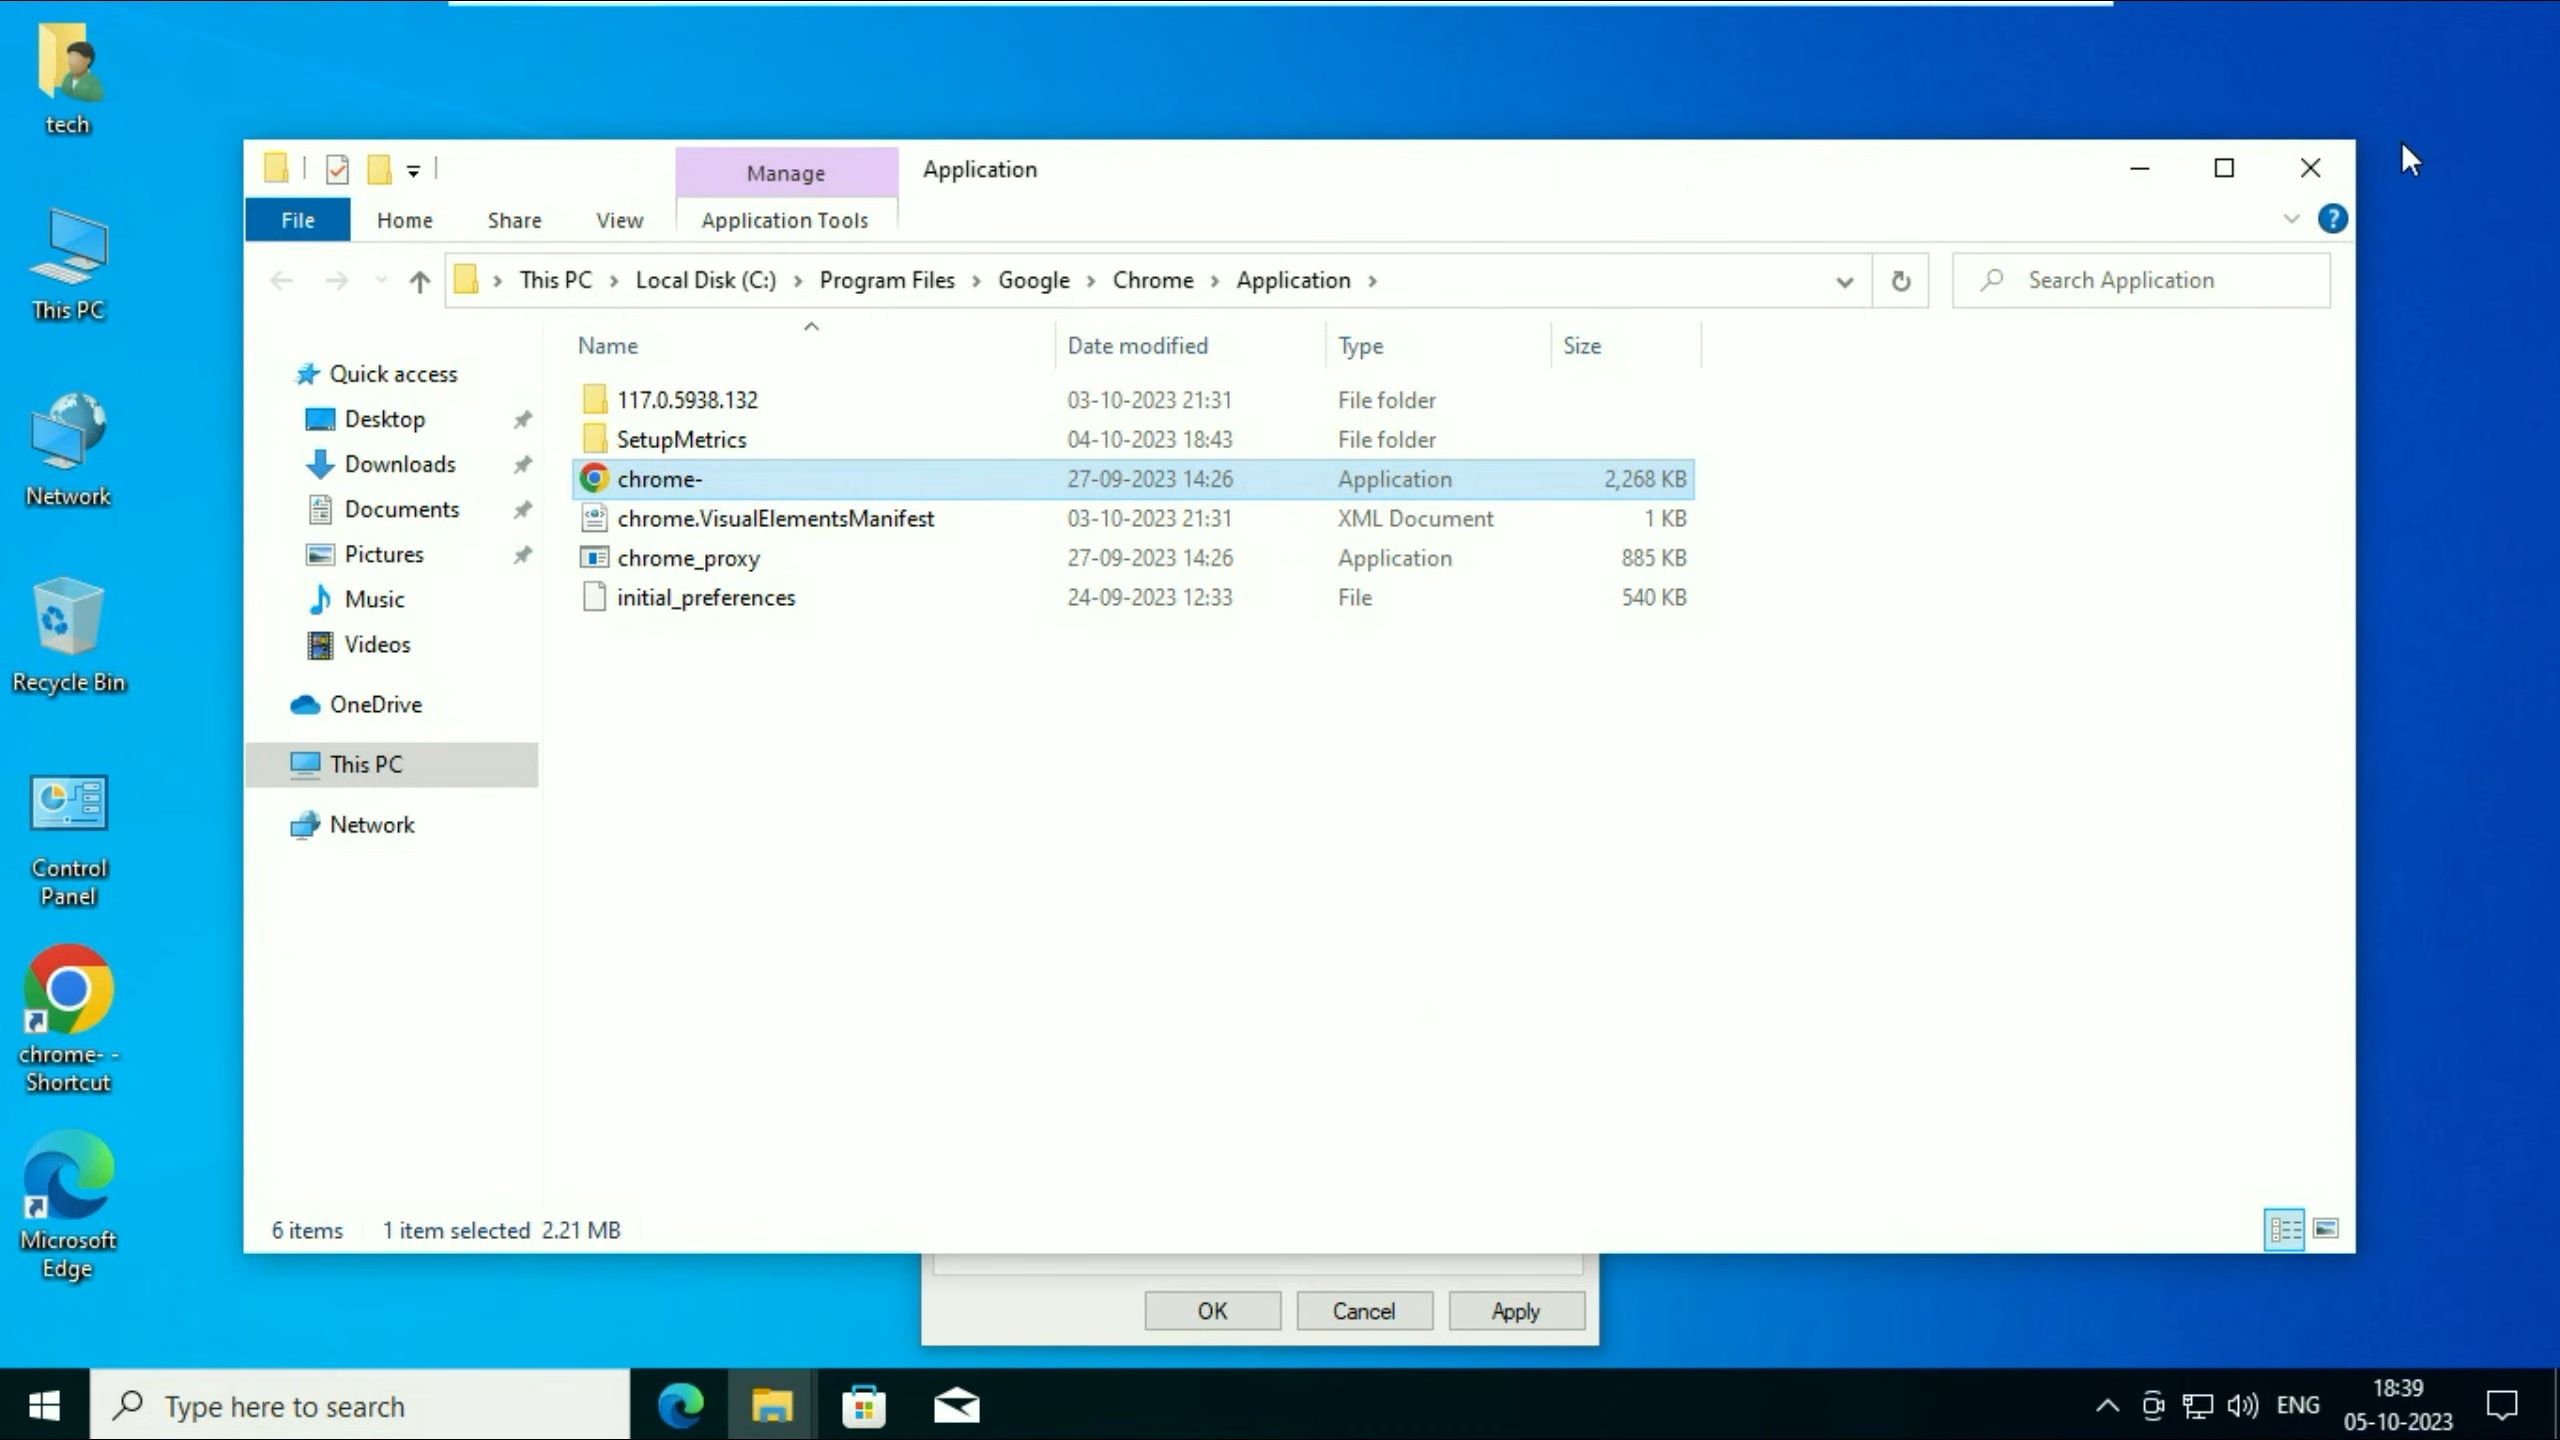 tech
This PC
Network
Recycle Bin
Control
Panel
chrome- -
Shortcut
Microsoft
Edge
Manage
Application
File
Home
Share
View
Application Tools
?
This PC
Local Disk (C:)
Program Files
Google
Chrome
Application
Search Application
Name
Date modified
Type
Size
Quick access
Desktop
Downloads
Documents
Pictures
Music
Videos
OneDrive
This PC
Network
117.0.5938.132 03-10-2023 21:31 File folder
SetupMetrics 04-10-2023 18:43 File folder
chrome- 27-09-2023 14:26 Application 2,268 KB
chrome.VisualElementsManifest 03-10-2023 21:31 XML Document 1 KB
chrome_proxy 27-09-2023 14:26 Application 885 KB
initial_preferences 24-09-2023 12:33 File 540 KB
6 items 1 item selected 2.21 MB
OK
Cancel
Apply
Type here to search
ENG
18:39
05-10-2023